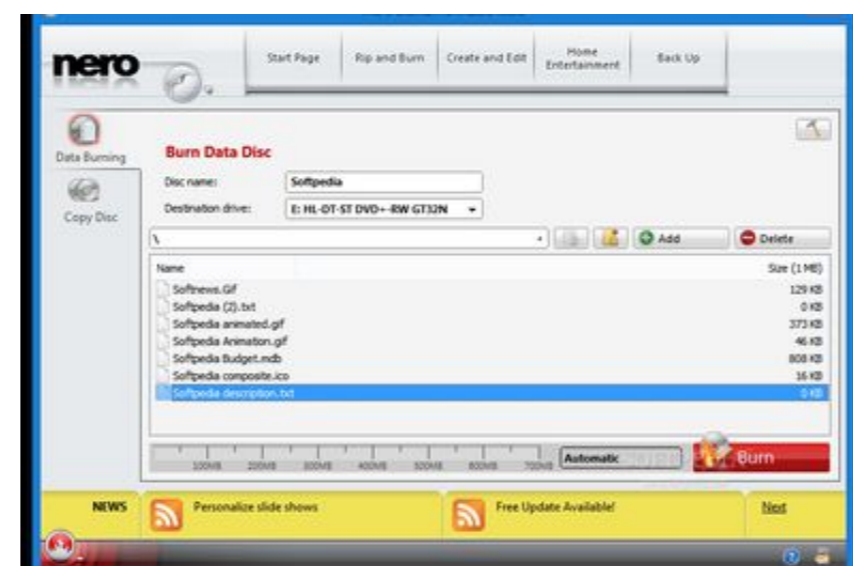 nero
Start Page
Rip and Burn
Create and Edit
Home
Entertainment
Back Up
Data Burning
Copy Disc
Burn Data Disc
Disc name:
Softpedia
Destination drive:
E: HL-DT-ST DVD+-RW GT32N
\
Add
Delete
Name
Size (1 MB)
Softnews.Gif
129 KB
Softpedia (2).txt
0 KB
Softpedia animated.gif
373 KB
Softpedia Animation.gif
46 KB
Softpedia Budget.mdb
808 KB
Softpedia composite.ico
16 KB
Softpedia description.txt
0 KB
100MB 200MB 300MB 400MB 500MB 600MB 700MB
Automatic
Burn
NEWS
Personalize slide shows
Free Update Available!
Next